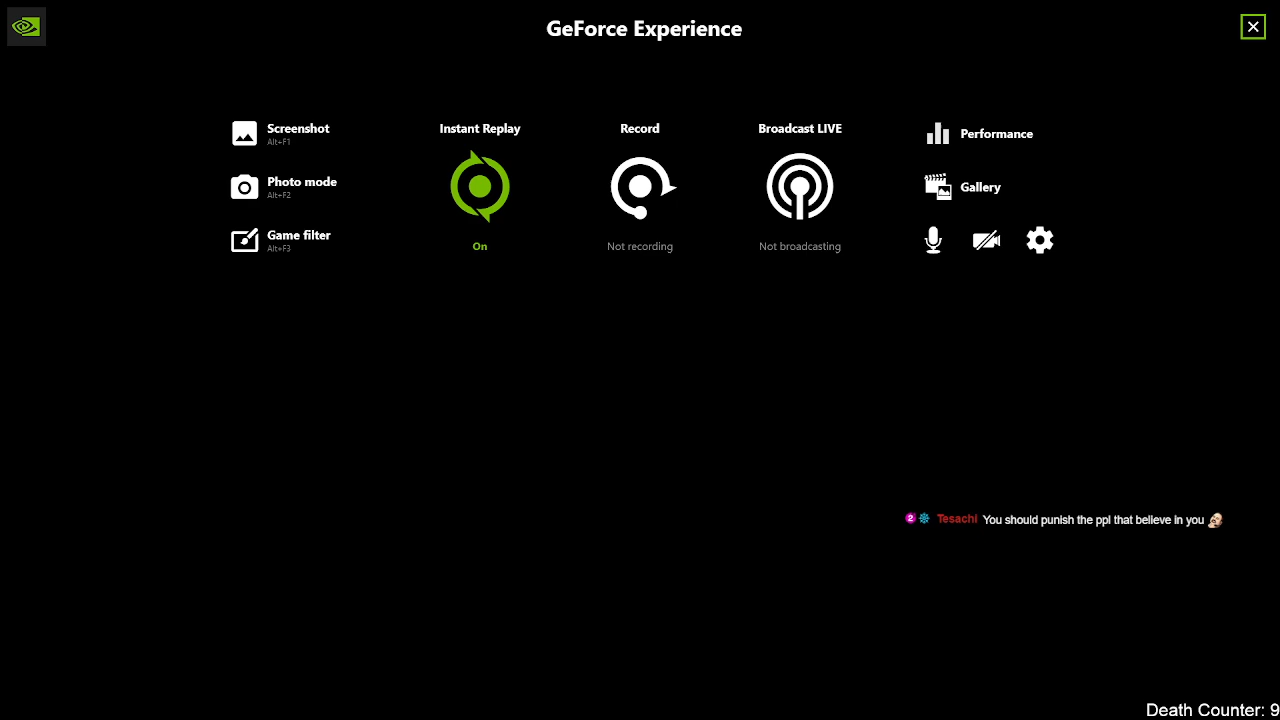 GeForce Experience
Screenshot
Alt+F1
Photo mode
Alt+F2
Game filter
Alt+F3
Instant Replay
On
Record
Not recording
Broadcast LIVE
Not broadcasting
Performance
Gallery
2 Tesachi You should punish the ppl that believe in you
Death Counter: 9